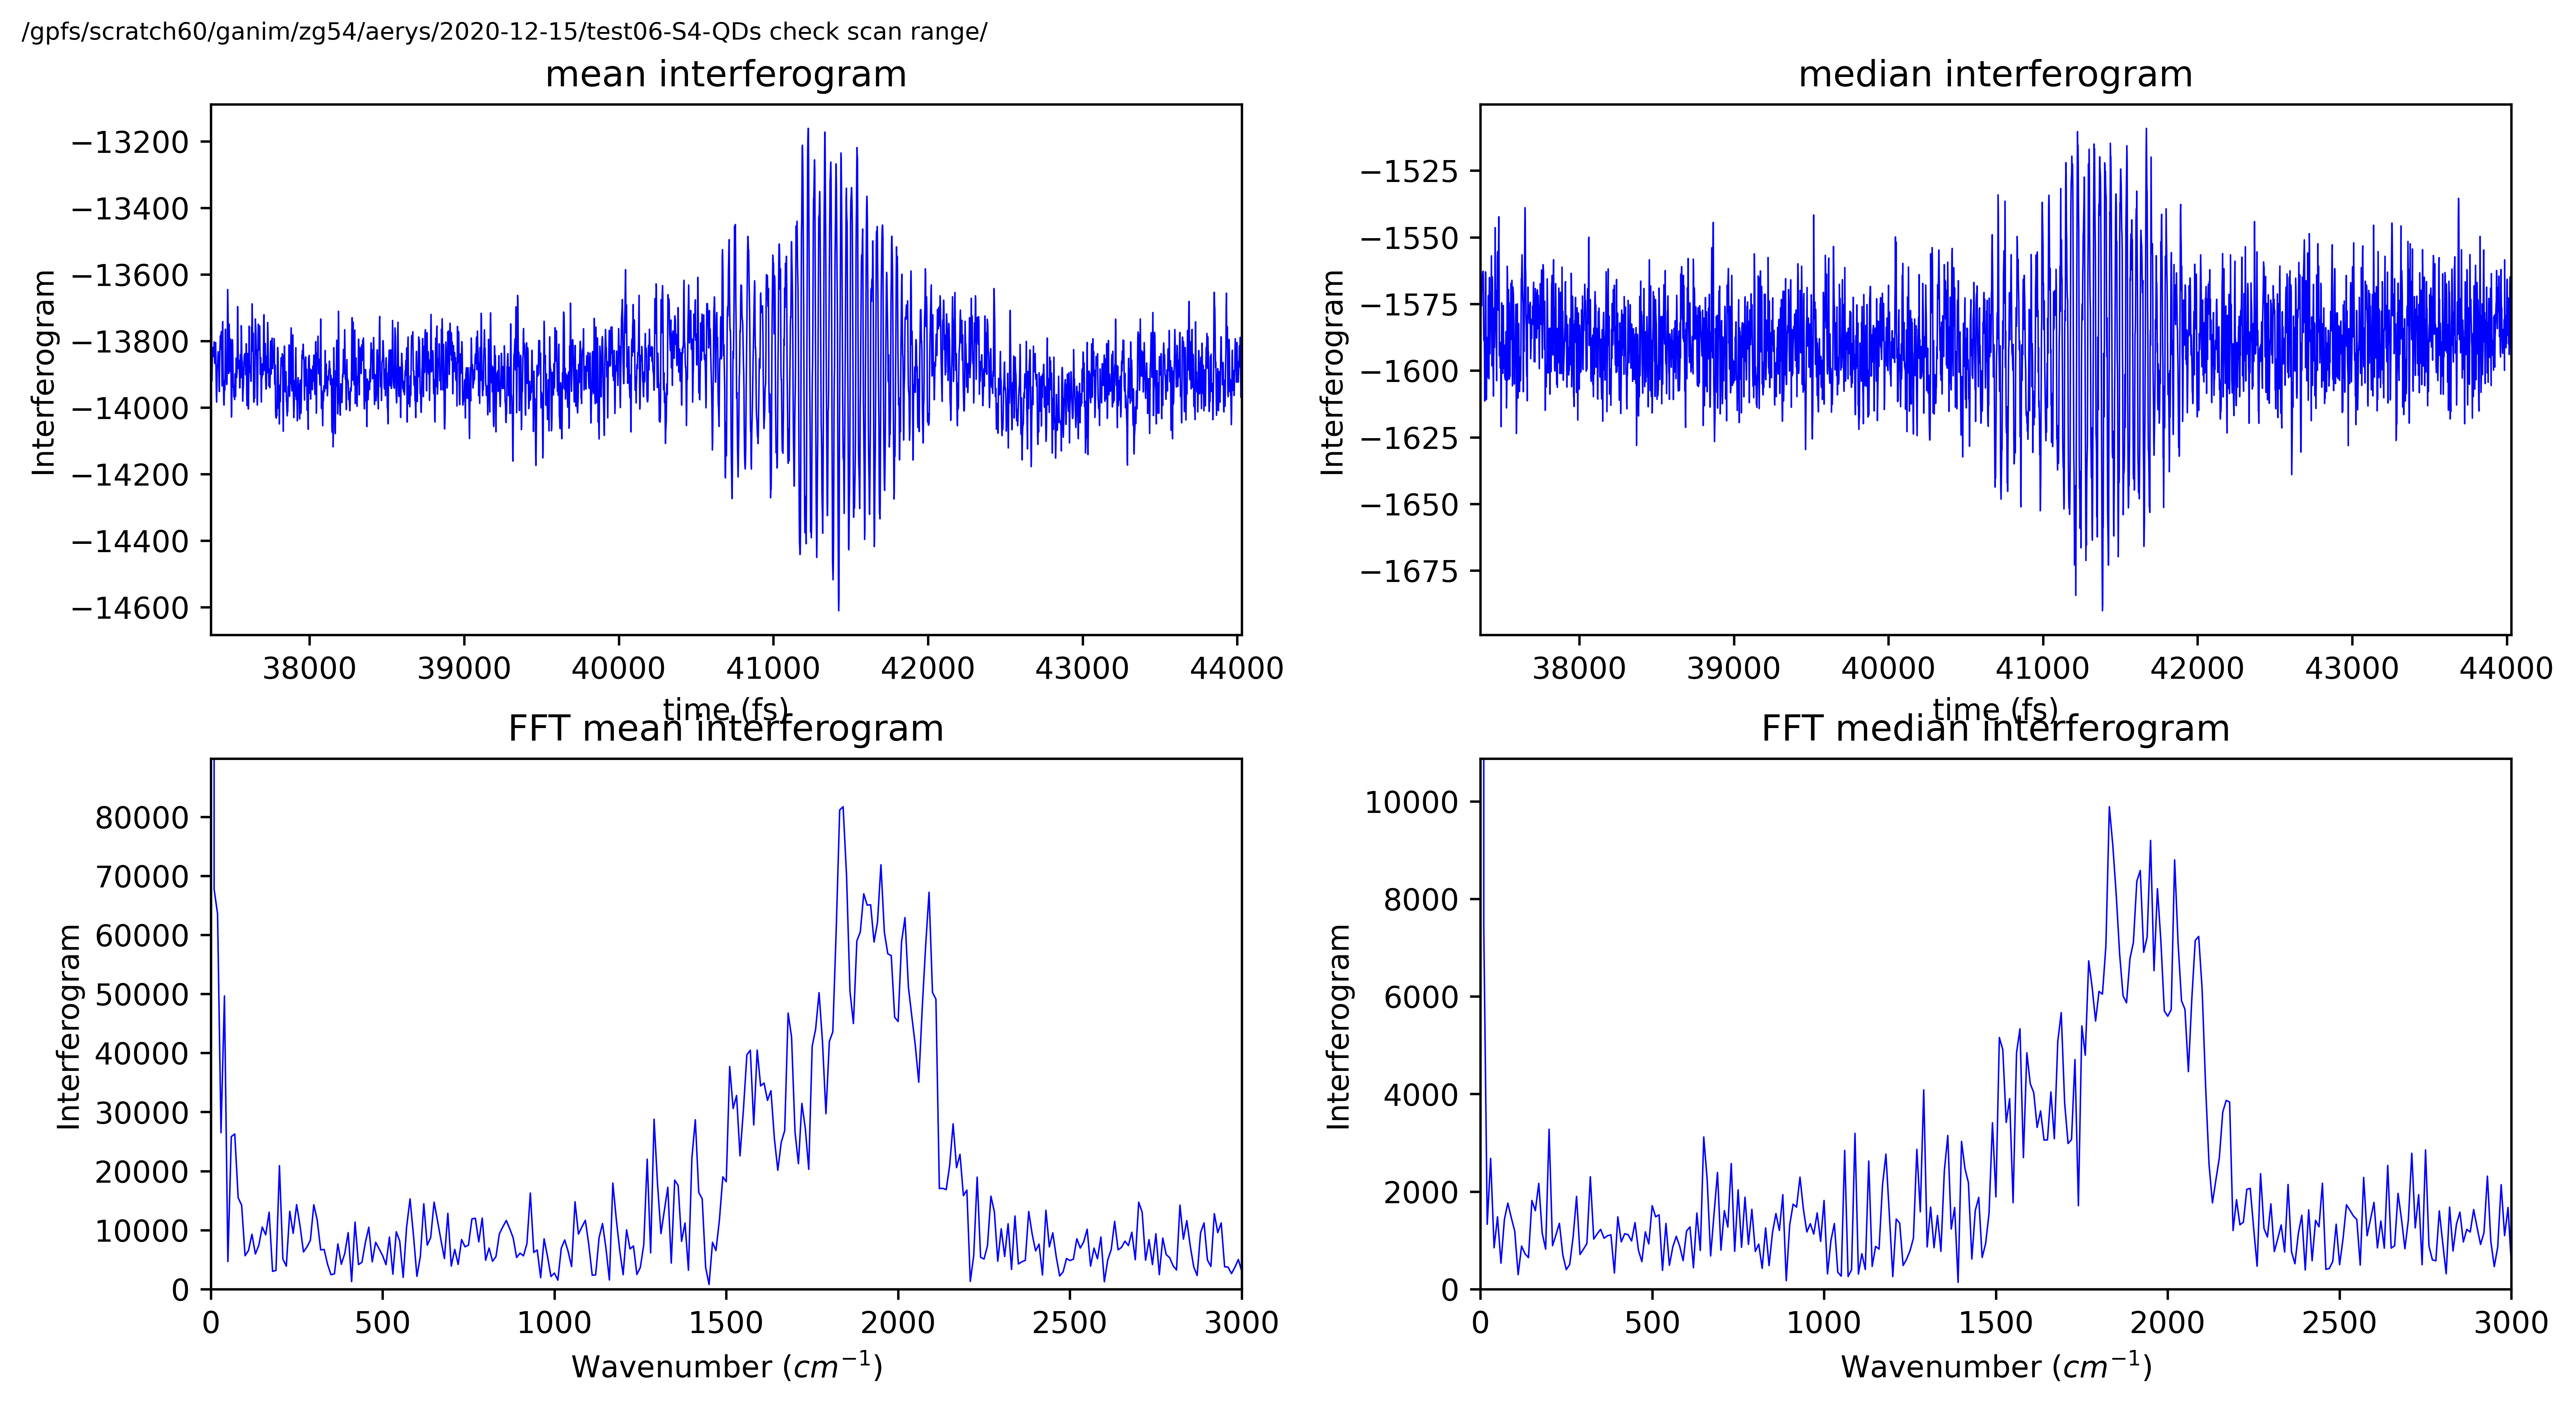 /gpfs/scratch60/ganim/zg54/aerys/2020-12-15/test06-S4-QDs check scan range/
mean interferogram
Interferogram
−13200
−13400
−13600
−13800
−14000
−14200
−14400
−14600
38000 39000 40000 41000 42000 43000 44000
time (fs)
median interferogram
Interferogram
−1525
−1550
−1575
−1600
−1625
−1650
−1675
38000 39000 40000 41000 42000 43000 44000
time (fs)
FFT mean interferogram
Interferogram
80000
70000
60000
50000
40000
30000
20000
10000
0
0 500 1000 1500 2000 2500 3000
Wavenumber (cm⁻¹)
FFT median interferogram
Interferogram
10000
8000
6000
4000
2000
0
0 500 1000 1500 2000 2500 3000
Wavenumber (cm⁻¹)